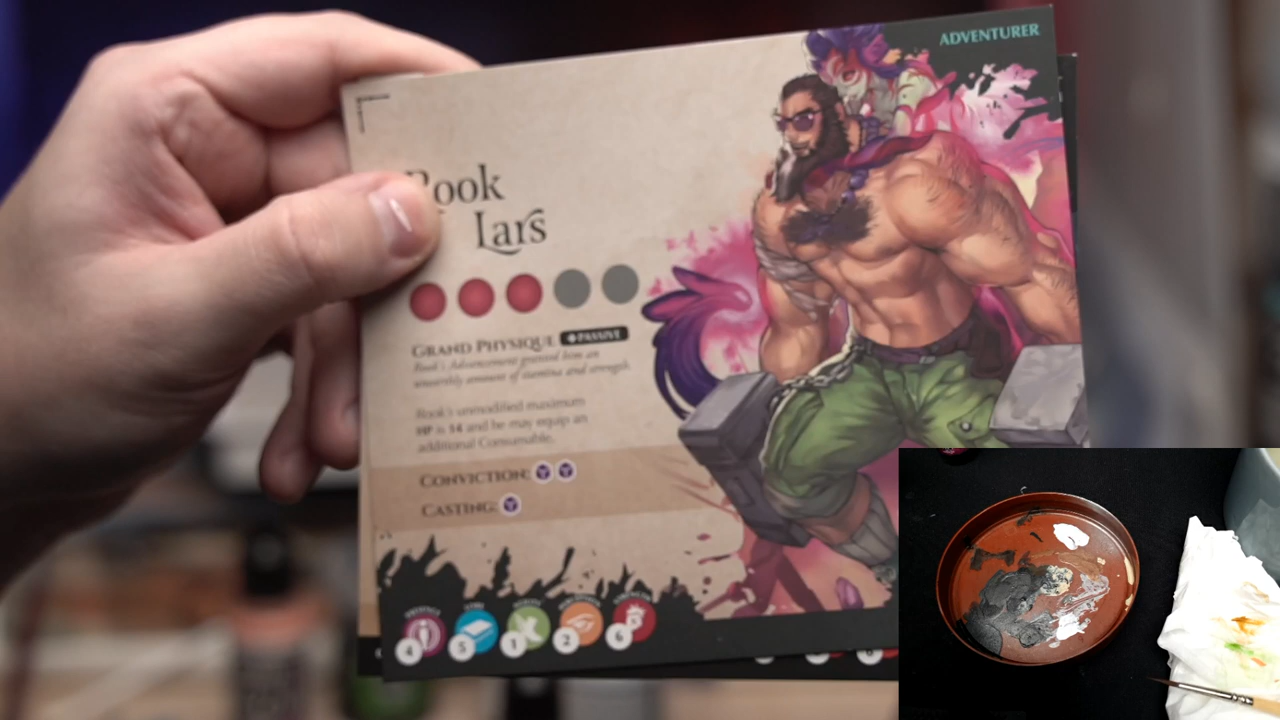 ADVENTURER
Rook
Lars
GRAND PHYSIQUE PASSIVE
Rook's Advancement granted him an
unearthly amount of stamina and strength.
Rook's unmodified maximum
HP is 14 and he may equip an
additional Consumable.
CONVICTION:
CASTING:
4 5 1 2 6